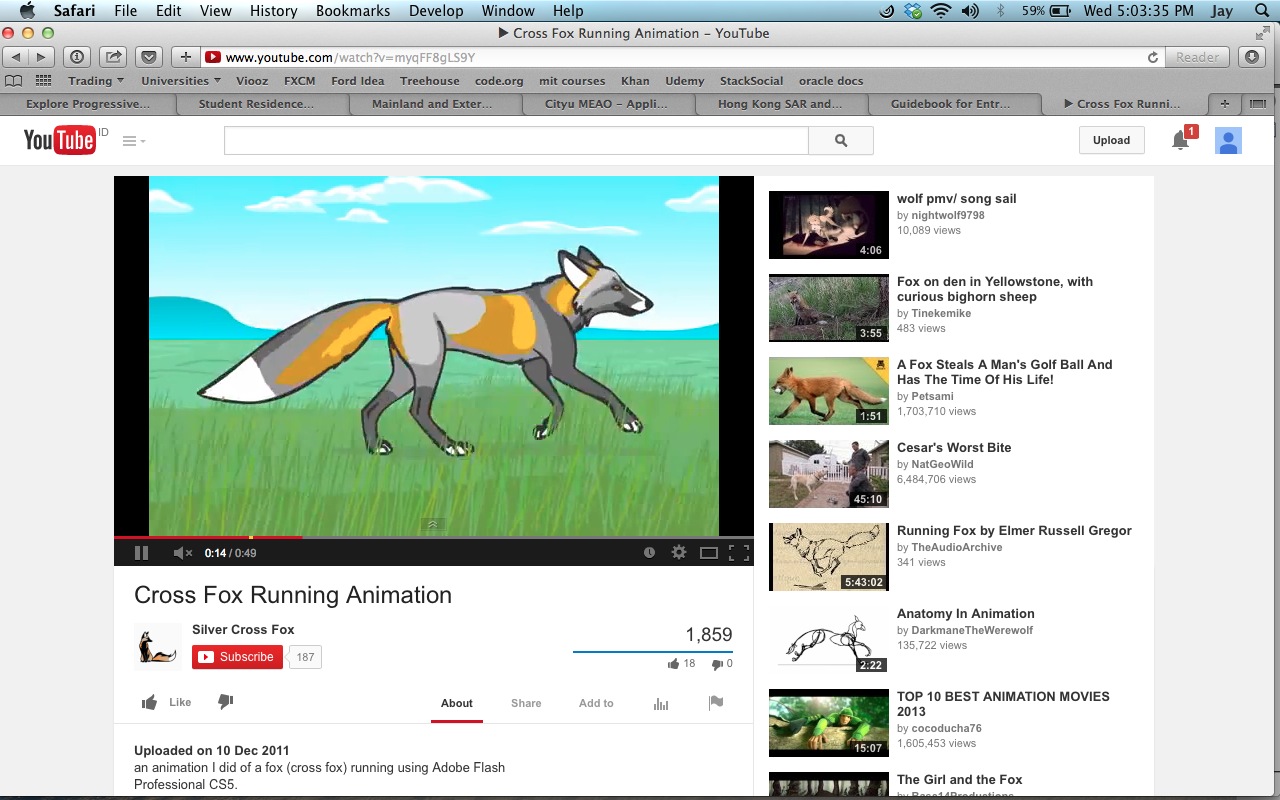 Safari File Edit View History Bookmarks Develop Window Help 59% Wed 5:03:35 PM Jay
▶ Cross Fox Running Animation – YouTube
www.youtube.com/watch?v=myqFF8gLS9Y Reader
Trading Universities Viooz FXCM Ford Idea Treehouse code.org mit courses Khan Udemy StackSocial oracle docs
Explore Progressive... Student Residence... Mainland and Exter... Cityu MEAO – Appli... Hong Kong SAR and... Guidebook for Entr... ▶ Cross Fox Runni...
YouTube ID Upload 1
0:14 / 0:49
Cross Fox Running Animation
Silver Cross Fox
Subscribe 187
1,859
18 0
Like About Share Add to
Uploaded on 10 Dec 2011
an animation I did of a fox (cross fox) running using Adobe Flash
Professional CS5.
wolf pmv/ song sail
by nightwolf9798
10,089 views
4:06
Fox on den in Yellowstone, with
curious bighorn sheep
by Tinekemike
483 views
3:55
A Fox Steals A Man's Golf Ball And
Has The Time Of His Life!
by Petsami
1,703,710 views
1:51
Cesar's Worst Bite
by NatGeoWild
6,484,706 views
45:10
Running Fox by Elmer Russell Gregor
by TheAudioArchive
341 views
5:43:02
Anatomy In Animation
by DarkmaneTheWerewolf
135,722 views
2:22
TOP 10 BEST ANIMATION MOVIES
2013
by cocoducha76
1,605,453 views
15:07
The Girl and the Fox
by Base14Productions